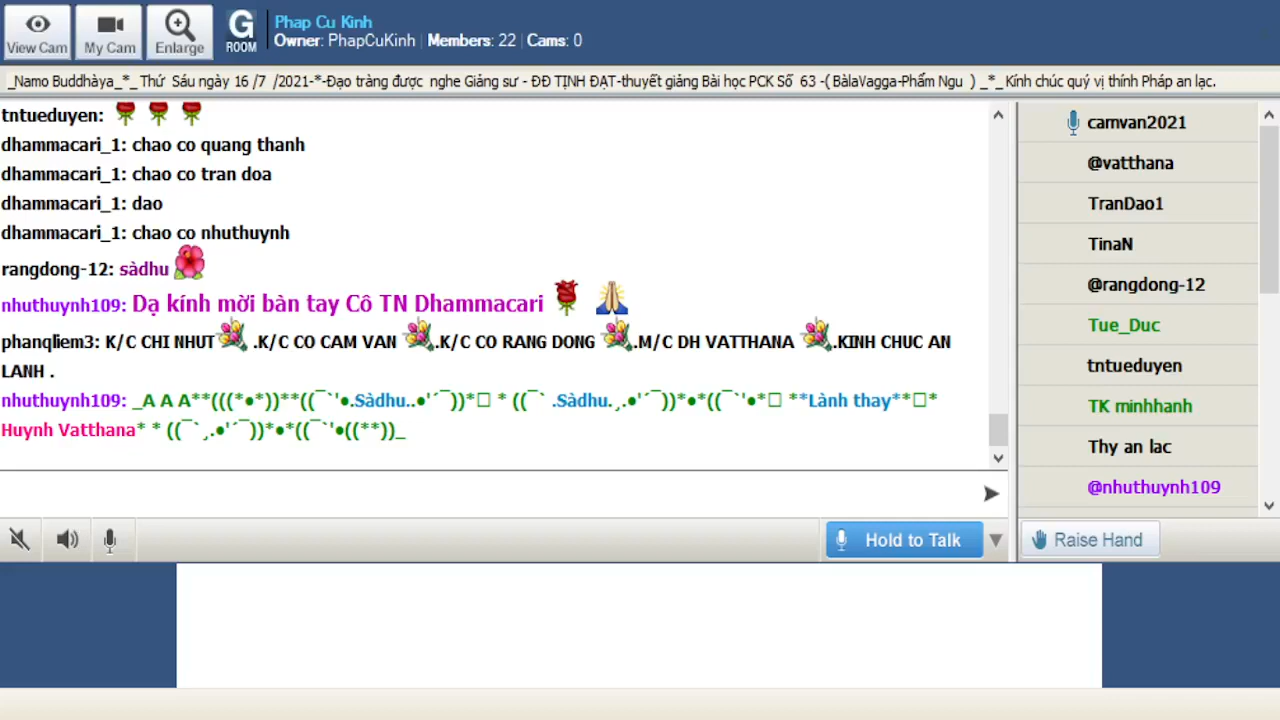 View Cam
My Cam
Enlarge
G
ROOM
Phap Cu Kinh
Owner: PhapCuKinh | Members: 22 | Cams: 0
_Namo Buddhàya_*_ Thứ Sáu ngày 16 /7 /2021-*-Đạo tràng được nghe Giảng sư - ĐĐ TỊNH ĐẠT-thuyết giảng Bài học PCK Số 63 -( BàlaVagga-Phẩm Ngu ) _*_ Kính chúc quý vị thính Pháp an lạc.
tntueduyen:
dhammacari_1: chao co quang thanh
dhammacari_1: chao co tran doa
dhammacari_1: dao
dhammacari_1: chao co nhuthuynh
rangdong-12: sàdhu
nhuthuynh109: Dạ kính mời bàn tay Cô TN Dhammacari
phanqliem3: K/C CHI NHUT .K/C CO CAM VAN .K/C CO RANG DONG .M/C DH VATTHANA .KINH CHUC AN
LANH .
nhuthuynh109: _A A A**(((*●*))**((¯`'●.Sàdhu..●'´¯))*□ * ((¯` .Sàdhu.¸.●'´¯))*●*((¯`'●*□ **Lành thay**□*
Huynh Vatthana* * ((¯`¸.●'´¯))*●*((¯`'●((**))_
Hold to Talk
camvan2021
@vatthana
TranDao1
TinaN
@rangdong-12
Tue_Duc
tntueduyen
TK minhhanh
Thy an lac
@nhuthuynh109
Raise Hand